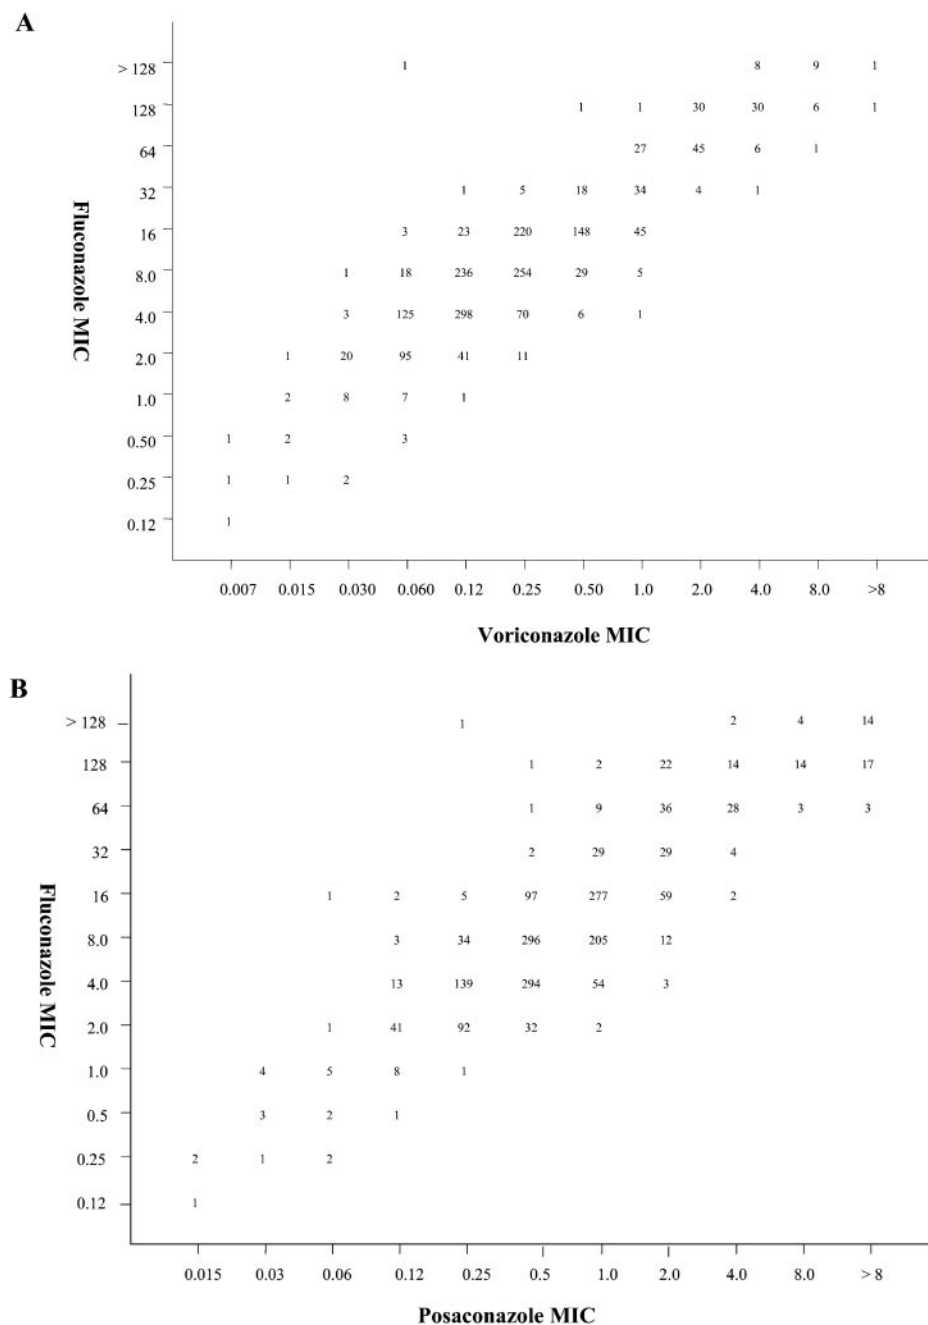 A
> 128 1 8 9 1
128 1 1 30 30 6 1
64 27 45 6 1
32 1 5 18 34 4 1
16 3 23 220 148 45
8.0 1 18 236 254 29 5
4.0 3 125 298 70 6 1
2.0 1 20 95 41 11
1.0 2 8 7 1
0.50 1 2 3
0.25 1 1 2
0.12 1
Fluconazole MIC
0.007 0.015 0.030 0.060 0.12 0.25 0.50 1.0 2.0 4.0 8.0 >8
Voriconazole MIC
B
> 128 1 2 4 14
128 1 2 22 14 14 17
64 1 9 36 28 3 3
32 2 29 29 4
16 1 2 5 97 277 59 2
8.0 3 34 296 205 12
4.0 13 139 294 54 3
2.0 1 41 92 32 2
1.0 4 5 8 1
0.5 3 2 1
0.25 2 1 2
0.12 1
Fluconazole MIC
0.015 0.03 0.06 0.12 0.25 0.5 1.0 2.0 4.0 8.0 > 8
Posaconazole MIC